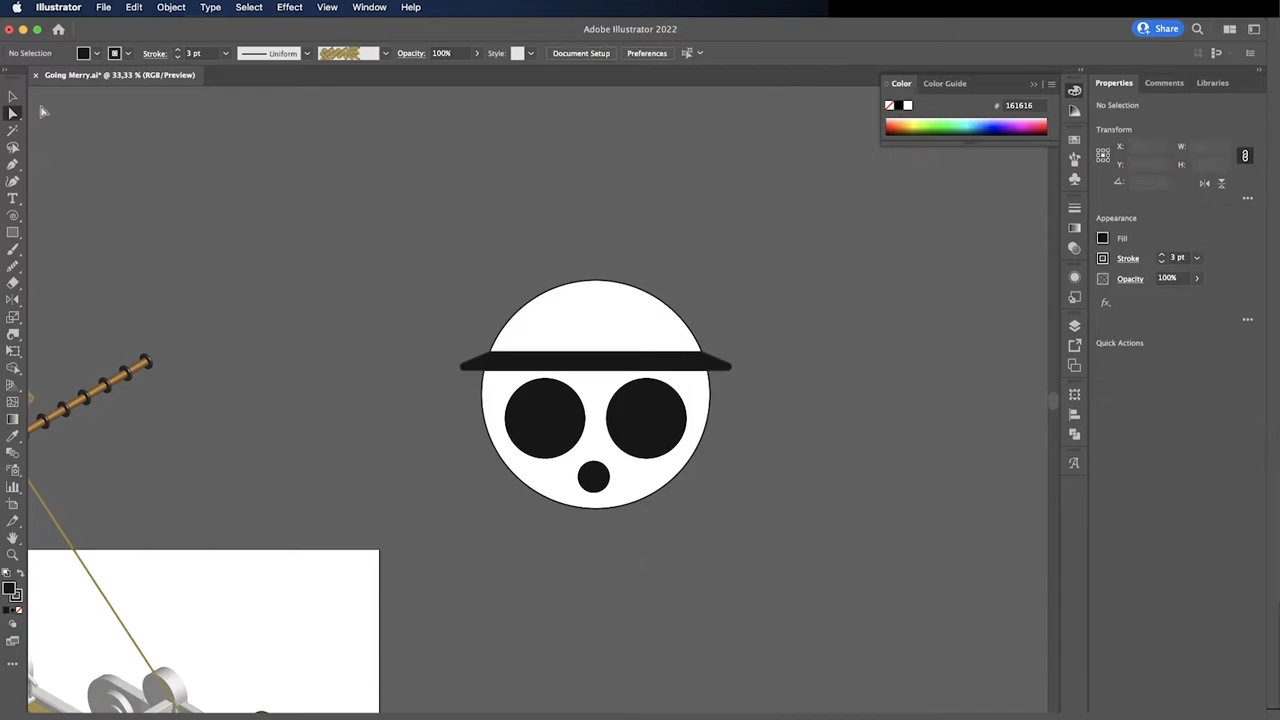 Illustrator File Edit Object Type Select Effect View Window Help
Adobe Illustrator 2022
Share
No Selection Stroke: 3 pt Uniform Style: Opacity: 100% Document Setup Preferences
× Going Merry.ai* @ 33,33 % (RGB/Preview)
Color Color Guide
# 161616
Properties Comments Libraries
No Selection
Transform
X: W:
Y: H:
Appearance
Fill
Stroke 3 pt
Opacity 100%
fx.
Quick Actions